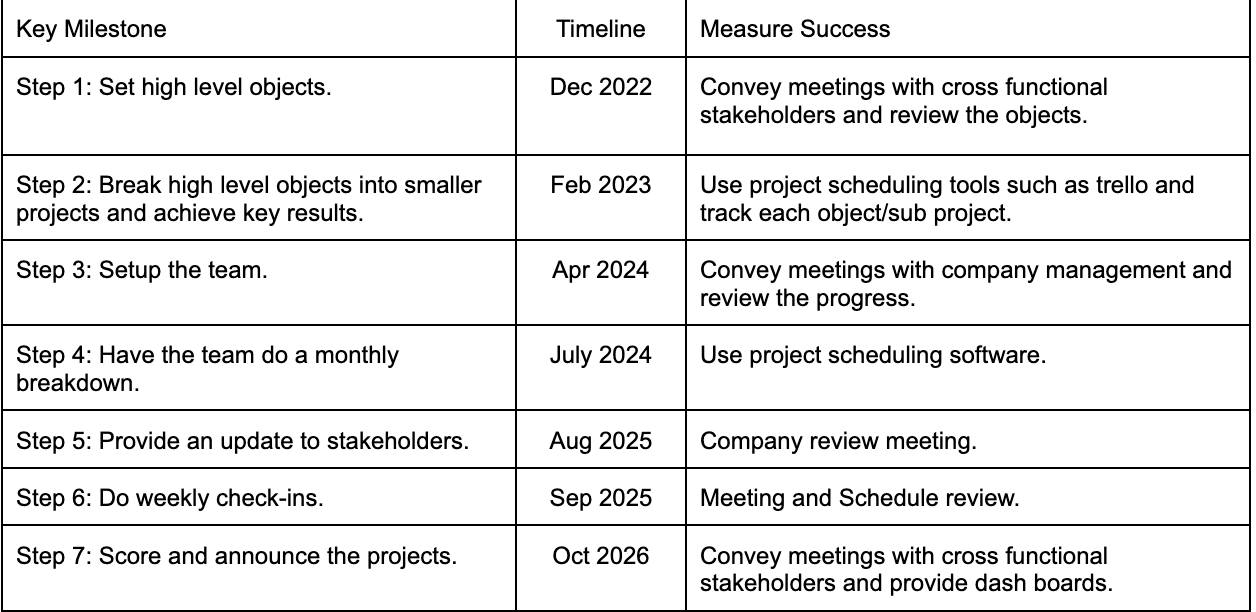 Key Milestone
Timeline
Measure Success
Step 1: Set high level objects.
Dec 2022
Convey meetings with cross functional
stakeholders and review the objects.
Step 2: Break high level objects into smaller
projects and achieve key results.
Feb 2023
Use project scheduling tools such as trello and
track each object/sub project.
Step 3: Setup the team.
Apr 2024
Convey meetings with company management and
review the progress.
Step 4: Have the team do a monthly
breakdown.
July 2024
Use project scheduling software.
Step 5: Provide an update to stakeholders.
Aug 2025
Company review meeting.
Step 6: Do weekly check-ins.
Sep 2025
Meeting and Schedule review.
Step 7: Score and announce the projects.
Oct 2026
Convey meetings with cross functional
stakeholders and provide dash boards.